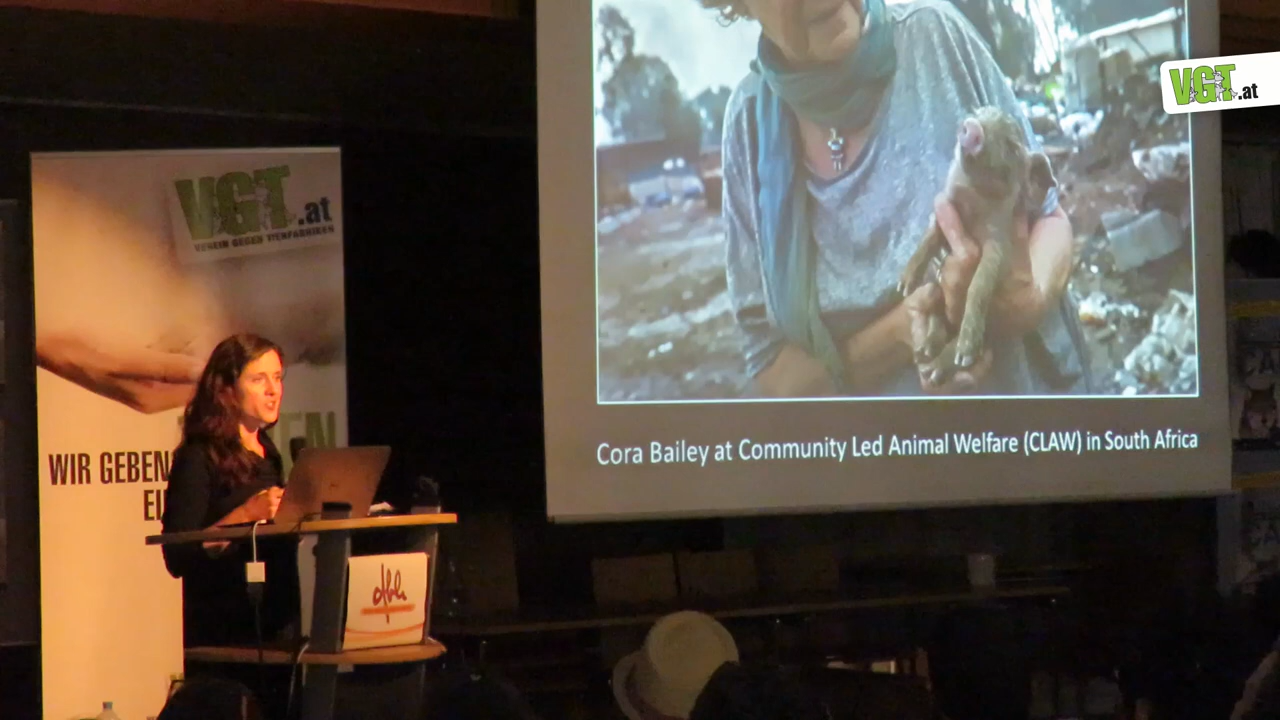 VGT.at
VGT.at
VEREIN GEGEN TIERFABRIKEN
WIR GEBEN
EI
EN
dbb
Cora Bailey at Community Led Animal Welfare (CLAW) in South Africa